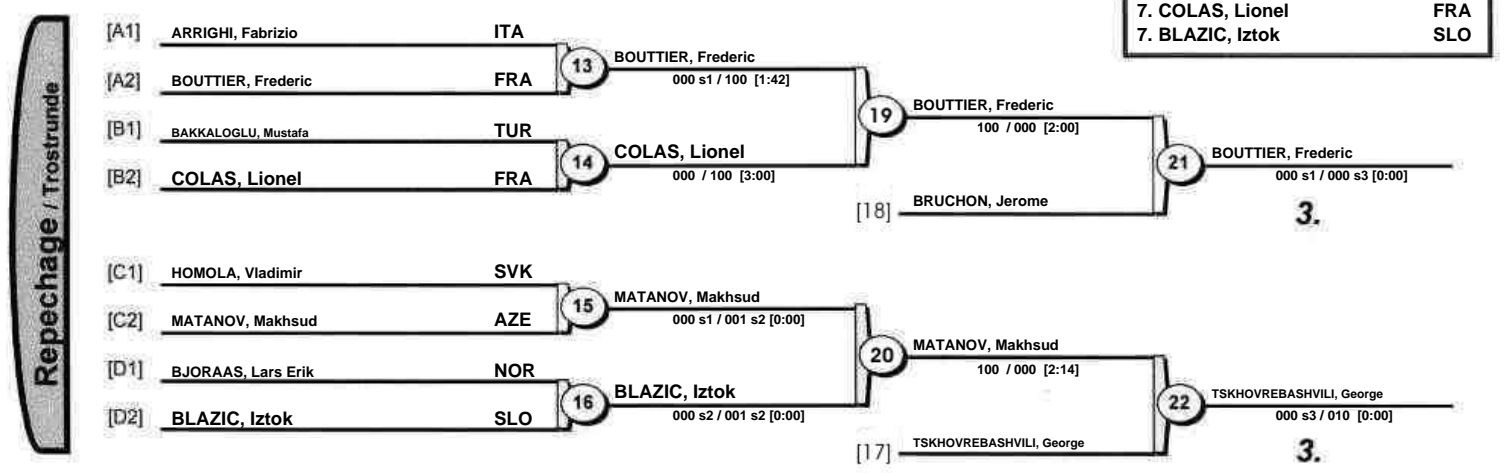 7. COLAS, Lionel FRA
7. BLAZIC, Iztok SLO
Repechage / Trostrunde
[A1] ARRIGHI, Fabrizio ITA
13
BOUTTIER, Frederic
000 s1 / 100 [1:42]
[A2] BOUTTIER, Frederic FRA
19
BOUTTIER, Frederic
100 / 000 [2:00]
[B1] BAKKALOGLU, Mustafa TUR
14
COLAS, Lionel
000 / 100 [3:00]
[B2] COLAS, Lionel FRA
21
BOUTTIER, Frederic
000 s1 / 000 s3 [0:00]
[18] BRUCHON, Jerome
3.
[C1] HOMOLA, Vladimir SVK
15
MATANOV, Makhsud
000 s1 / 001 s2 [0:00]
[C2] MATANOV, Makhsud AZE
20
MATANOV, Makhsud
100 / 000 [2:14]
[D1] BJORAAS, Lars Erik NOR
16
BLAZIC, Iztok
000 s2 / 001 s2 [0:00]
[D2] BLAZIC, Iztok SLO
22
TSKHOVREBASHVILI, George
000 s3 / 010 [0:00]
[17] TSKHOVREBASHVILI, George
3.